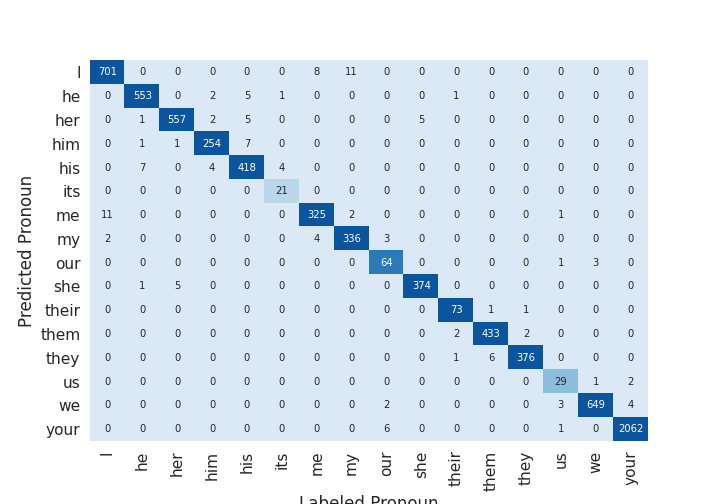 I 701 0 0 0 0 0 8 11 0 0 0 0 0 0 0 0
he 0 553 0 2 5 1 0 0 0 0 1 0 0 0 0 0
her 0 1 557 2 5 0 0 0 0 5 0 0 0 0 0 0
him 0 1 1 254 7 0 0 0 0 0 0 0 0 0 0 0
his 0 7 0 4 418 4 0 0 0 0 0 0 0 0 0 0
its 0 0 0 0 0 21 0 0 0 0 0 0 0 0 0 0
me 11 0 0 0 0 0 325 2 0 0 0 0 0 1 0 0
my 2 0 0 0 0 0 4 336 3 0 0 0 0 0 0 0
our 0 0 0 0 0 0 0 0 64 0 0 0 0 1 3 0
she 0 1 5 0 0 0 0 0 0 374 0 0 0 0 0 0
their 0 0 0 0 0 0 0 0 0 0 73 1 1 0 0 0
them 0 0 0 0 0 0 0 0 0 0 2 433 2 0 0 0
they 0 0 0 0 0 0 0 0 0 0 1 6 376 0 0 0
us 0 0 0 0 0 0 0 0 0 0 0 0 0 29 1 2
we 0 0 0 0 0 0 0 0 2 0 0 0 0 3 649 4
your 0 0 0 0 0 0 0 0 6 0 0 0 0 1 0 2062
I he her him his its me my our she their them they us we your
Predicted Pronoun
Labeled Pronoun